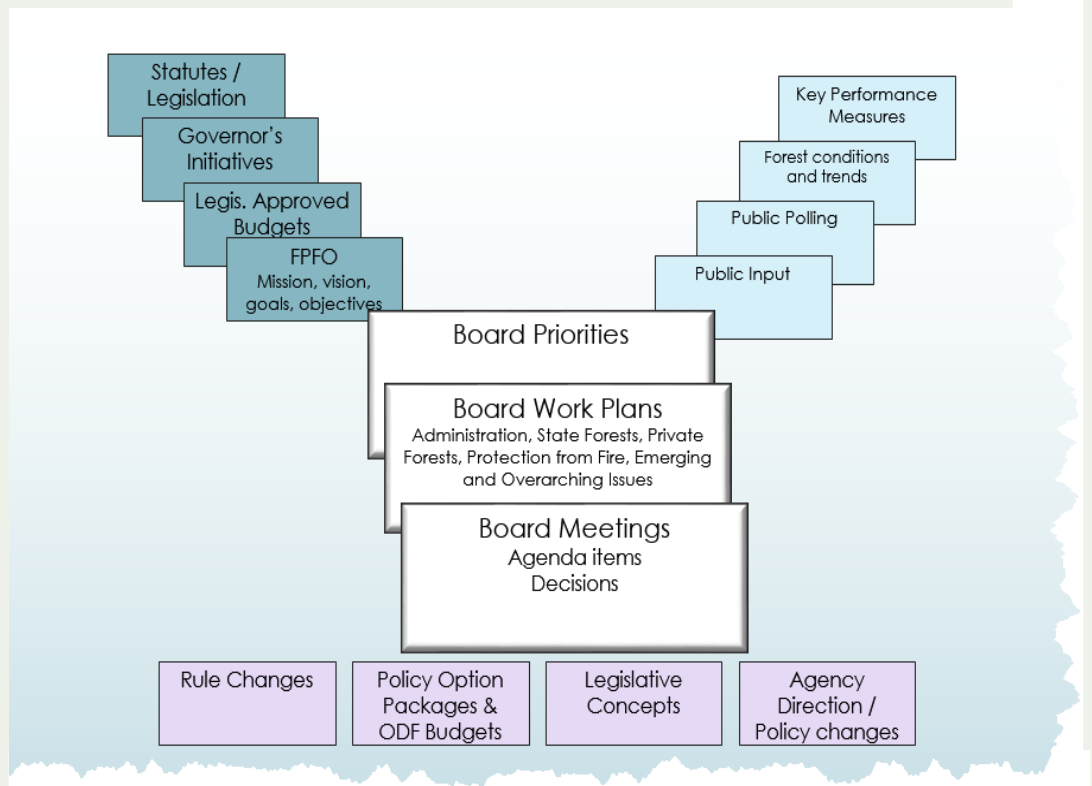 Statutes /
Legislation
Governor's
Initiatives
Legis. Approved
Budgets
FPFO
Mission, vision,
goals, objectives
Key Performance
Measures
Forest conditions
and trends
Public Polling
Public Input
Board Priorities
Board Work Plans
Administration, State Forests, Private
Forests, Protection from Fire, Emerging
and Overarching Issues
Board Meetings
Agenda items
Decisions
Rule Changes
Policy Option
Packages &
ODF Budgets
Legislative
Concepts
Agency
Direction /
Policy changes